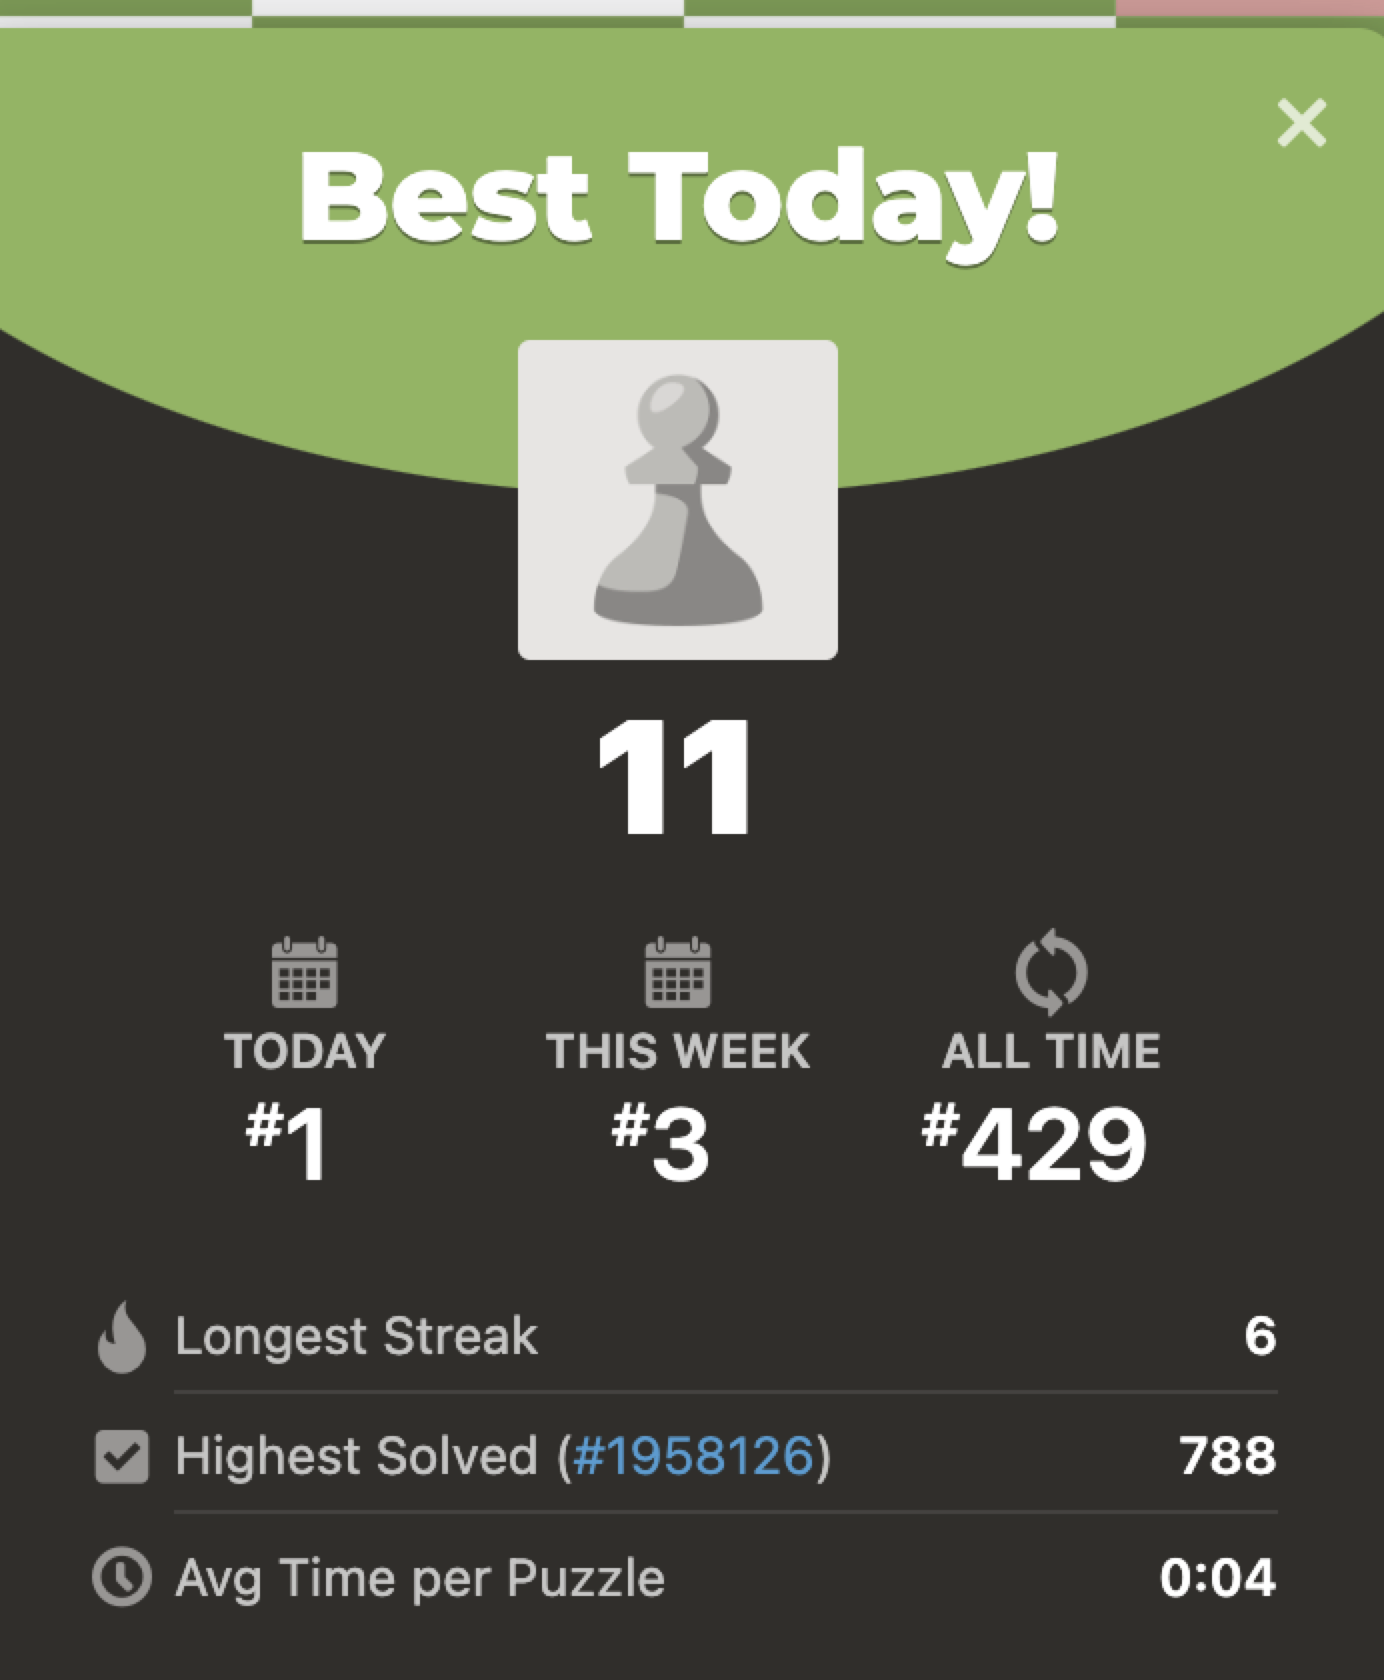 Best Today!
11
TODAY
THIS WEEK
ALL TIME
#1
#3
#429
Longest Streak 6
Highest Solved (#1958126) 788
Avg Time per Puzzle 0:04